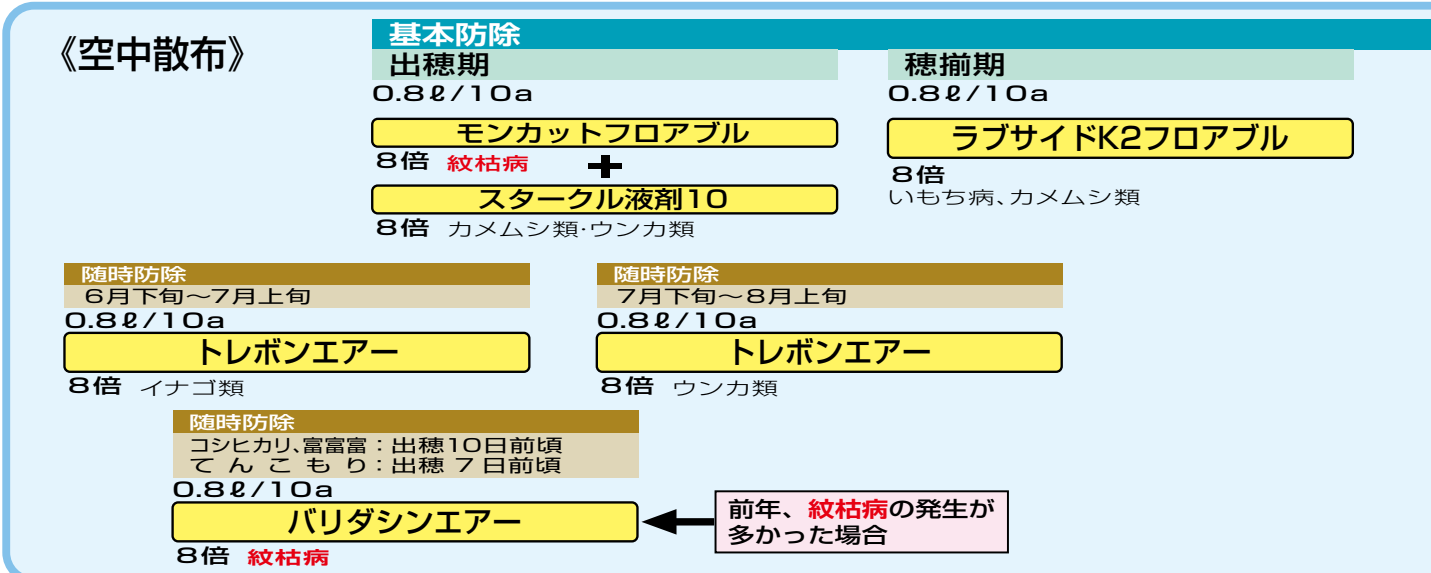 《空中散布》
基本防除
出穂期
0.8ℓ/10a
モンカットフロアブル
8倍 紋枯病 +
スタークル液剤10
8倍 カメムシ類・ウンカ類
穂揃期
0.8ℓ/10a
ラブサイドK2フロアブル
8倍
いもち病、カメムシ類
随時防除
6月下旬～7月上旬
0.8ℓ/10a
トレボンエアー
8倍 イナゴ類
随時防除
7月下旬～8月上旬
0.8ℓ/10a
トレボンエアー
8倍 ウンカ類
随時防除
コシヒカリ、富富富：出穂10日前頃
てんこもり：出穂7日前頃
0.8ℓ/10a
バリダシンエアー
8倍 紋枯病
前年、紋枯病の発生が
多かった場合